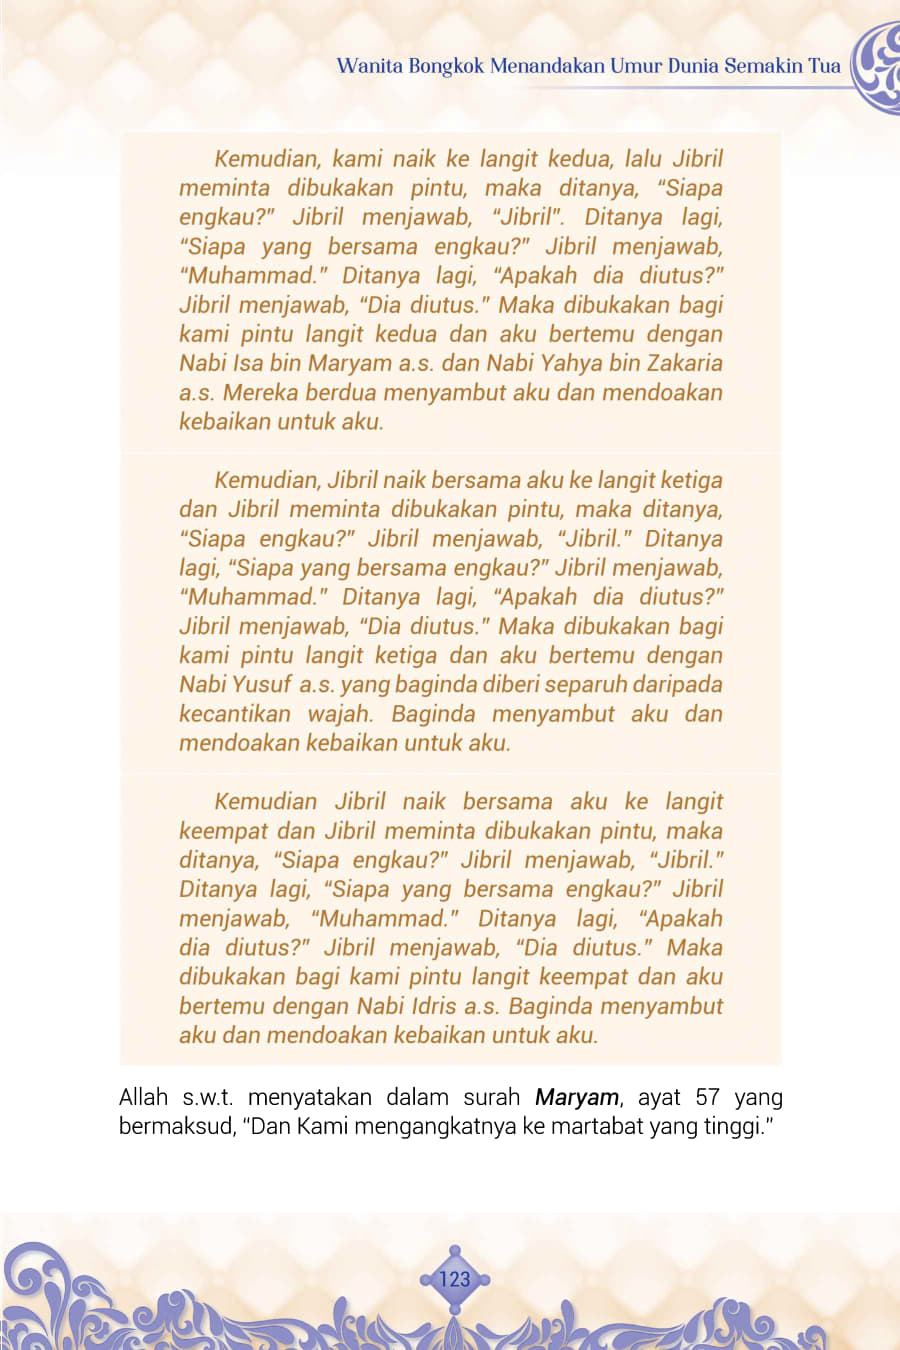 Wanita Bongkok Menandakan Umur Dunia Semakin Tua
Kemudian, kami naik ke langit kedua, lalu Jibril
meminta dibukakan pintu, maka ditanya, “Siapa
engkau?” Jibril menjawab, “Jibril”. Ditanya lagi,
“Siapa yang bersama engkau?” Jibril menjawab,
“Muhammad.” Ditanya lagi, “Apakah dia diutus?”
Jibril menjawab, “Dia diutus.” Maka dibukakan bagi
kami pintu langit kedua dan aku bertemu dengan
Nabi Isa bin Maryam a.s. dan Nabi Yahya bin Zakaria
a.s. Mereka berdua menyambut aku dan mendoakan
kebaikan untuk aku.
Kemudian, Jibril naik bersama aku ke langit ketiga
dan Jibril meminta dibukakan pintu, maka ditanya,
“Siapa engkau?” Jibril menjawab, “Jibril.” Ditanya
lagi, “Siapa yang bersama engkau?” Jibril menjawab,
“Muhammad.” Ditanya lagi, “Apakah dia diutus?”
Jibril menjawab, “Dia diutus.” Maka dibukakan bagi
kami pintu langit ketiga dan aku bertemu dengan
Nabi Yusuf a.s. yang baginda diberi separuh daripada
kecantikan wajah. Baginda menyambut aku dan
mendoakan kebaikan untuk aku.
Kemudian Jibril naik bersama aku ke langit
keempat dan Jibril meminta dibukakan pintu, maka
ditanya, “Siapa engkau?” Jibril menjawab, “Jibril.”
Ditanya lagi, “Siapa yang bersama engkau?” Jibril
menjawab, “Muhammad.” Ditanya lagi, “Apakah
dia diutus?” Jibril menjawab, “Dia diutus.” Maka
dibukakan bagi kami pintu langit keempat dan aku
bertemu dengan Nabi Idris a.s. Baginda menyambut
aku dan mendoakan kebaikan untuk aku.
Allah s.w.t. menyatakan dalam surah Maryam, ayat 57 yang
bermaksud, “Dan Kami mengangkatnya ke martabat yang tinggi.”
123